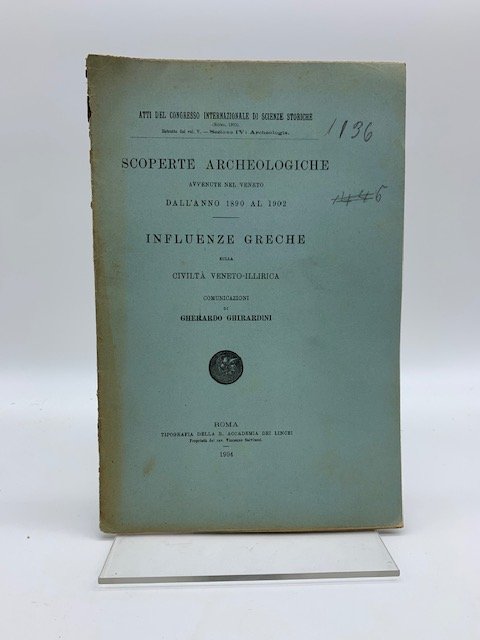 ATTI DEL CONGRESSO INTERNAZIONALE DI SCIENZE STORICHE
(Roma, 1903)
Estratto dal vol. V. — Sezione IV: Archeologia.
1136
SCOPERTE ARCHEOLOGICHE
AVVENUTE NEL VENETO
DALL'ANNO 1890 AL 1902
INFLUENZE GRECHE
SULLA
CIVILTÀ VENETO-ILLIRICA
COMUNICAZIONI
DI
GHERARDO GHIRARDINI
ROMA
TIPOGRAFIA DELLA R. ACCADEMIA DEI LINCEI
Proprietà del cav. Vincenzo Salviucci
1904